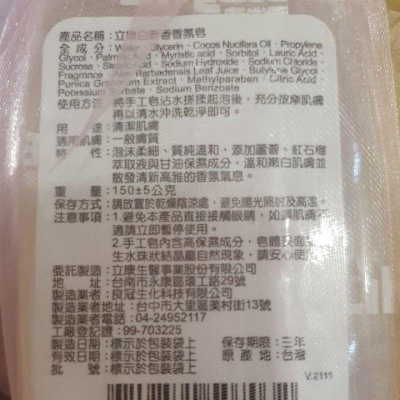 產品名稱：立康白麝香香氛皂
全成分：Water、Glycerin、Cocos Nucifera Oil、Propylene
Glycol、Palmitic Acid、Myristic acid、Sorbitol、Lauric Acid、
Sucrose、Stearic Acid、Sodium Hydroxide、Sodium Chloride、
Fragrance、Aloe Barbadensis Leaf Juice、Butylene Glycol、
Punica Granatum Extract、Methylparaben、Citric Acid、
Potassium Sorbate、Sodium Benzoate
使用方法：將手工皂沾水搓揉起泡後，充分按摩肌膚
再以清水沖洗乾淨即可。
用途：清潔肌膚
適用肌膚：一般膚質
特性：泡沫柔細、質純溫和，添加蘆薈、紅石榴
萃取液與甘油保濕成分，溫和嫩白肌膚並
散發清新高雅的香氛氣息。
重量：150±5公克
保存方式：請放置於乾燥陰涼處，避免陽光照射及高溫。
注意事項：1.避免本產品直接接觸眼睛，如遇肌膚不
適請立即暫停使用。
2.手工皂內含高保濕成分，皂體表面
生水珠狀結晶屬自然現象，請安心使
委託製造：立康生醫事業股份有限公司
地址：台南市永康區環工路29號
製造業者：良冠生化科技有限公司
製造業者地址：台中市大里區美村街13號
製造業者電話：04-24952117
工廠登記證：99-703225
製造日期：標示於包裝袋上 保存期限：三年
有效日期：標示於包裝袋上 原產地：台灣
批號：標示於包裝袋上
V.2111